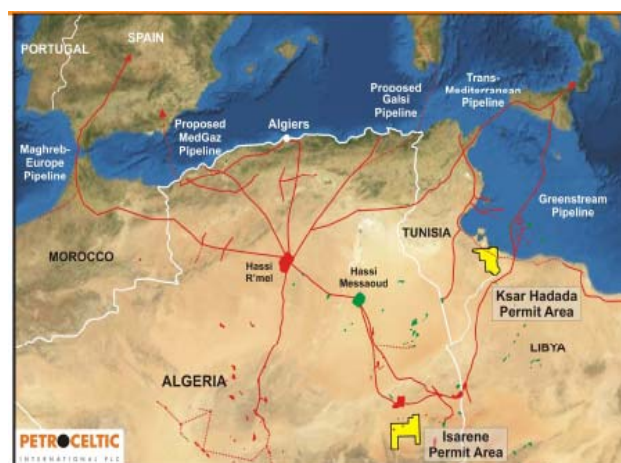 PORTUGAL
SPAIN
Maghreb-
Europe
Pipeline
Proposed
MedGaz
Pipeline
Algiers
Proposed
Galsi Pipeline
Trans-
Mediterranean
Pipeline
Greenstream
Pipeline
MOROCCO
Hassi
R'mel
Hassi
Messaoud
TUNISIA
Ksar Hadada
Permit Area
LIBYA
ALGERIA
Isarene
Permit Area
PETROCELTIC
INTERNATIONAL PLC